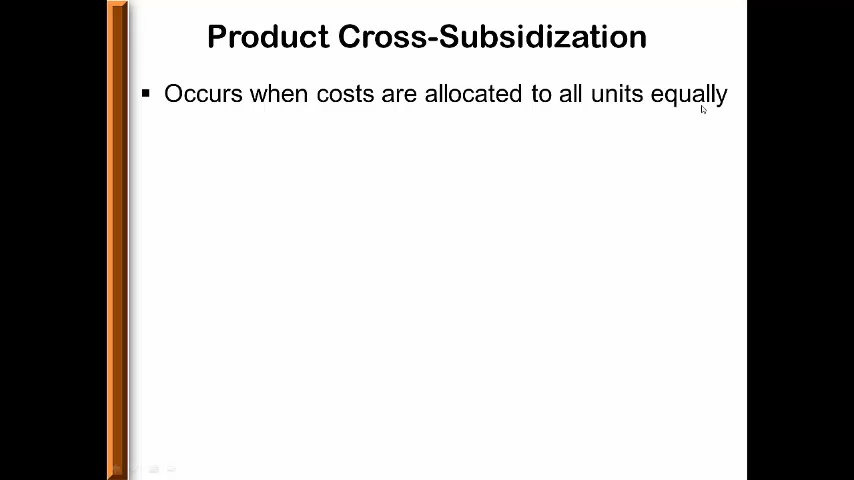 Product Cross-Subsidization
▪ Occurs when costs are allocated to all units equally